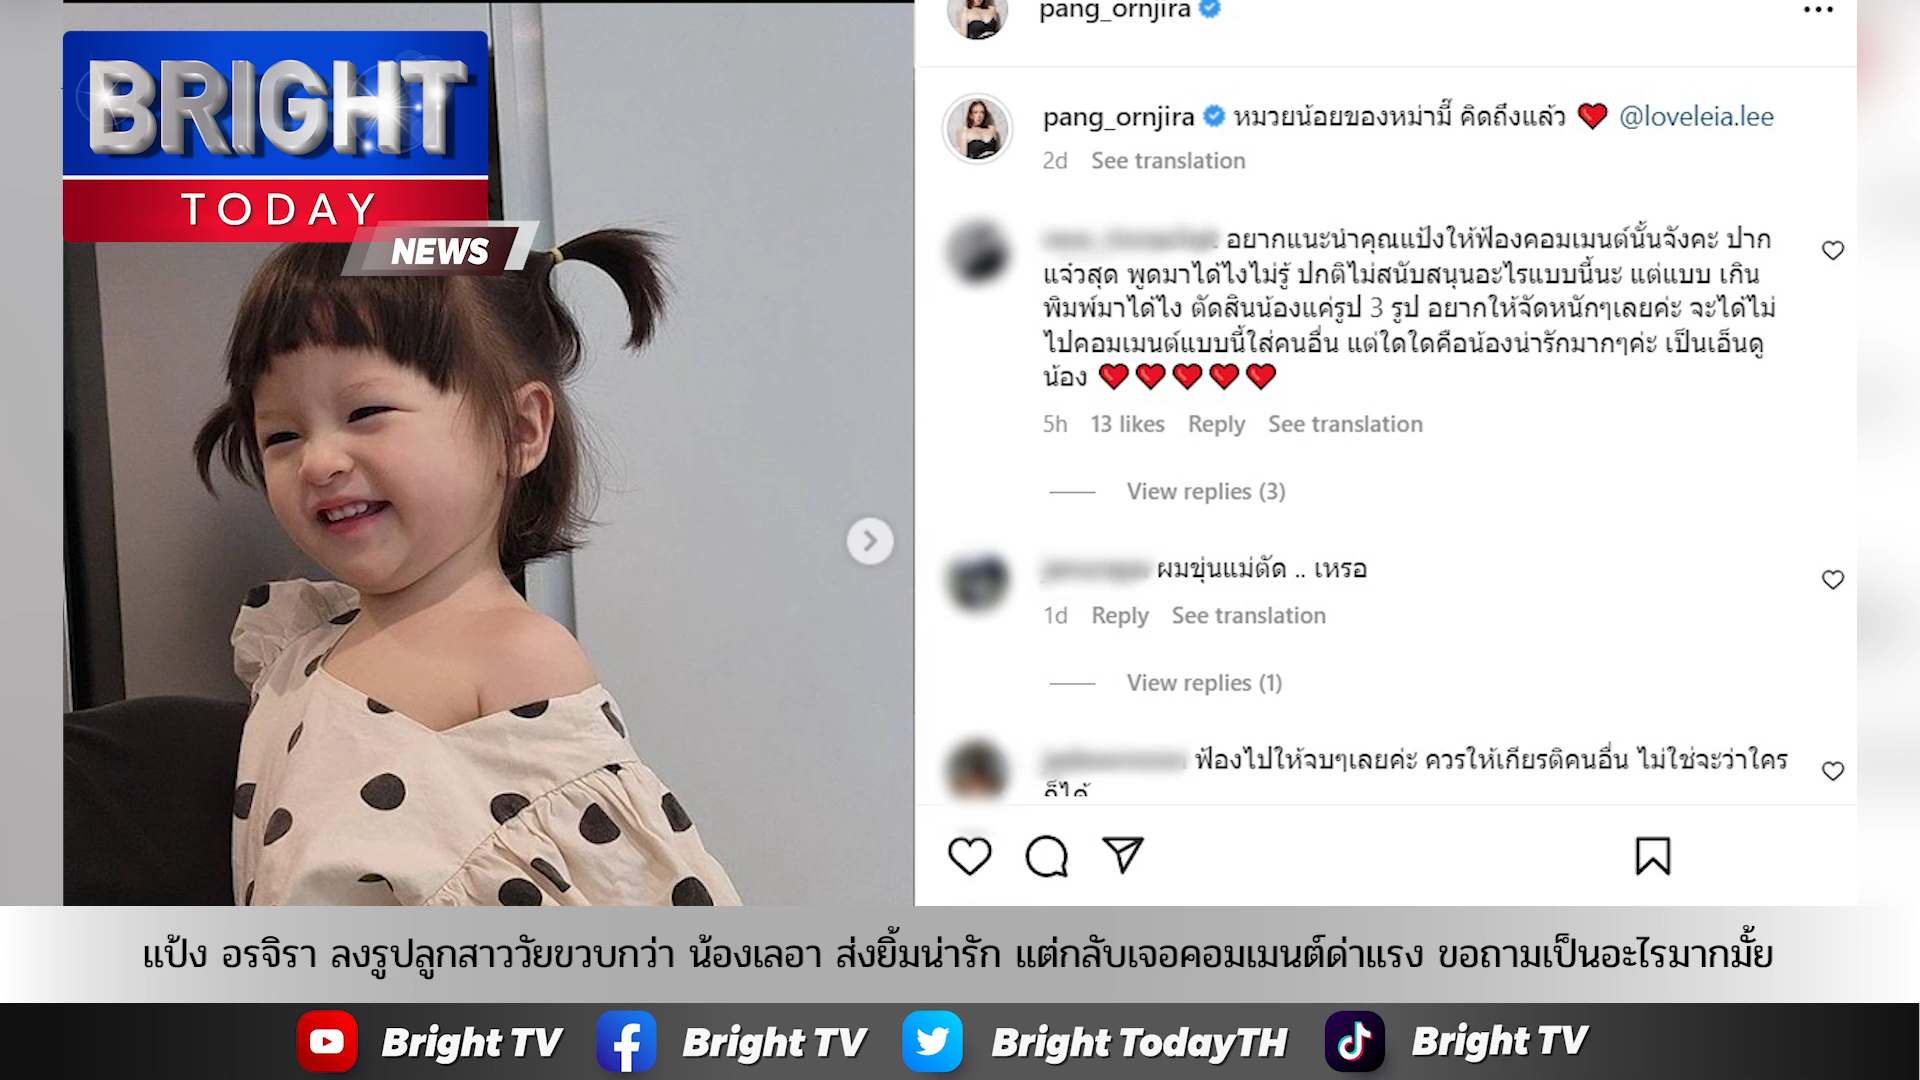 BRIGHT
TODAY
NEWS
pang_ornjira
pang_ornjira หมวยน้อยของหม่ามี๊ คิดถึงแล้ว ❤️ @loveleia.lee
2d See translation
อยากแนะนำคุณแป้งให้ฟ้องคอมเมนต์นั้นจังคะ ปาก
แจ๋วสุด พูดมาได้ไงไม่รู้ ปกติไม่สนับสนุนอะไรแบบนี้นะ แต่แบบ เกิน
พิมพ์มาได้ไง ตัดสินน้องแค่รูป 3 รูป อยากให้จัดหนักๆเลยค่ะ จะได้ไม่
ไปคอมเมนต์แบบนี้ใส่คนอื่น แต่ใดใดคือน้องน่ารักมากๆค่ะ เป็นเอ็นดู
น้อง ❤️❤️❤️❤️❤️
5h 13 likes Reply See translation
View replies (3)
ผมขุ่นแม่ตัด .. เหรอ
1d Reply See translation
View replies (1)
ฟ้องไปให้จบๆเลยค่ะ ควรให้เกียรติคนอื่น ไม่ใช่จะว่าใคร
ก็ได้
แป้ง อรจิรา ลงรูปลูกสาววัยขวบกว่า น้องเลอา ส่งยิ้มน่ารัก แต่กลับเจอคอมเมนต์ด่าแรง ขอถามเป็นอะไรมากมั้ย
Bright TV Bright TV Bright TodayTH Bright TV